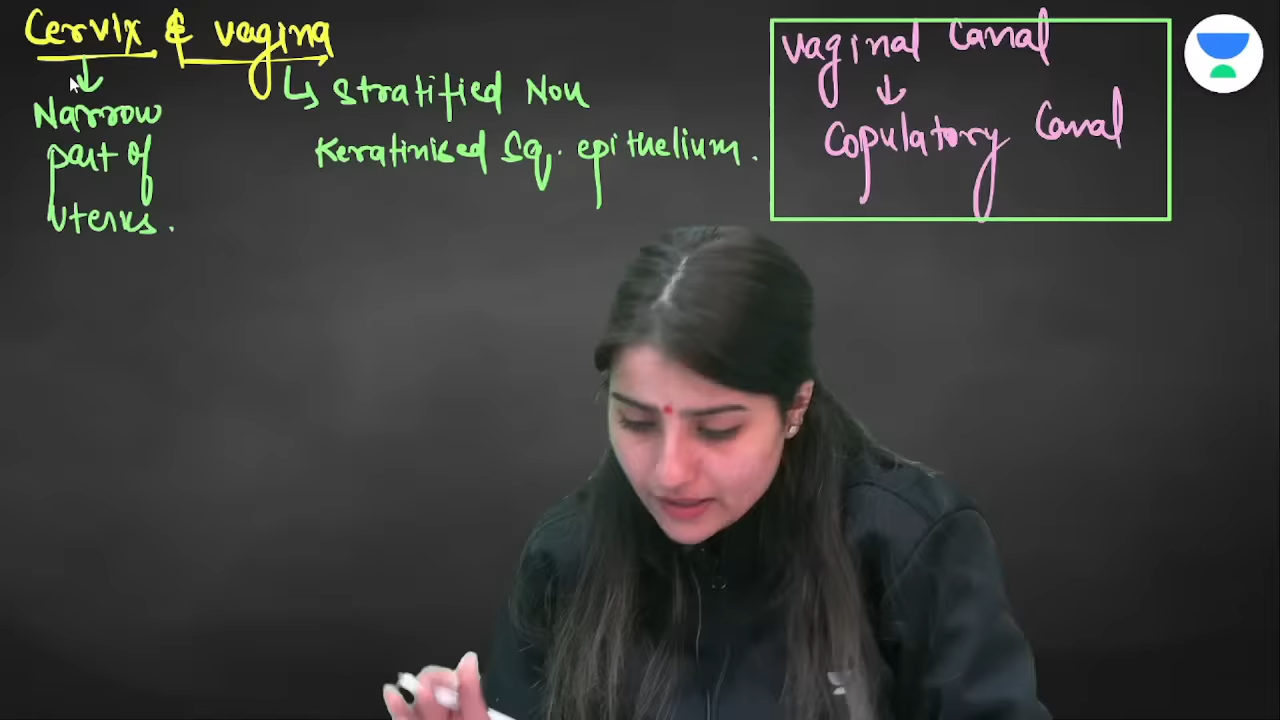 Cervix & vagina
Narrow
part of
uterus.
Stratified Non
Keratinised Sq. epithelium.
vaginal Canal
Copulatory Canal